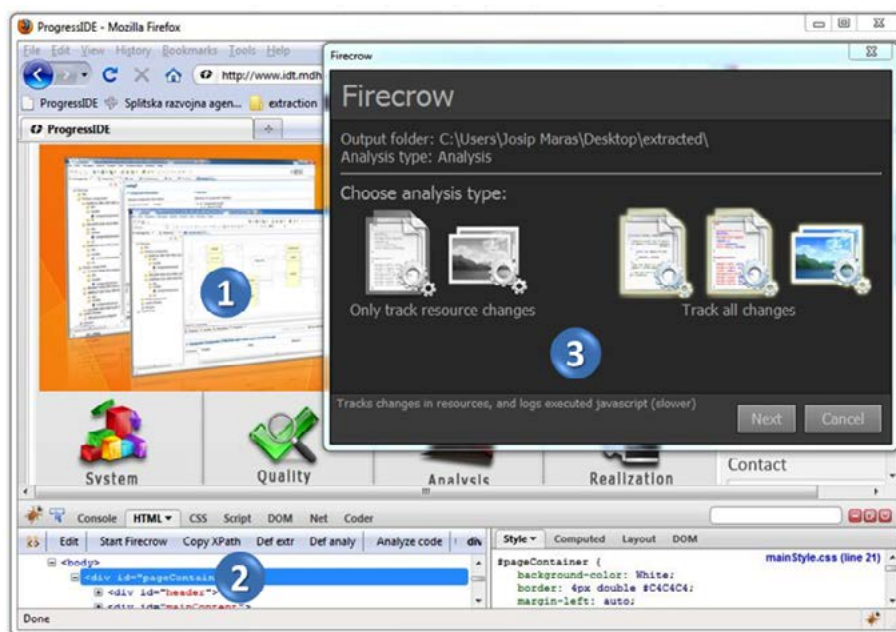 ProgressIDE - Mozilla Firefox
File Edit View History Bookmarks Tools Help
http://www.idt.mdh
ProgressIDE Splitska razvojna agen... extraction
ProgressIDE
Firecrow
Firecrow
Output folder: C:\Users\Josip Maras\Desktop\extracted\
Analysis type: Analysis
Choose analysis type:
Only track resource changes
Track all changes
1
3
Tracks changes in resources, and logs executed javascript (slower)
Next Cancel
System Quality Analysis Realization Contact
Console HTML CSS Script DOM Net Coder
Edit Start Firecrow Copy XPath Def extr Def analy Analyze code div
Style Computed Layout DOM
<body>
<div id="pageContain
2
<div id="header">
<div id="mainContent">
#pageContainer { mainStyle.css (line 21)
background-color: White;
border: 4px double #C4C4C4;
margin-left: auto;
Done